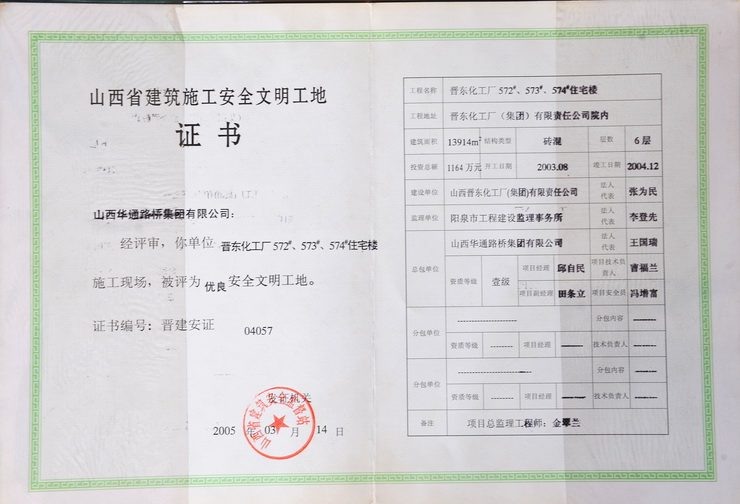 山西省建筑施工安全文明工地
证书
山西华通路桥集团有限公司：
经评审，你单位 晋东化工厂572#、573#、574#住宅楼
施工现场，被评为 优良 安全文明工地。
证书编号：晋建安证 04057
发证机关
2005 年 03 月 14 日
工程名称 晋东化工厂572#、573#、574#住宅楼
工程地址 晋东化工厂（集团）有限责任公司院内
建筑面积 13914m² 结构类型 砖混 层数 6层
投资总额 1164万元 开工日期 2003.08 竣工日期 2004.12
建设单位 山西晋东化工厂(集团)有限责任公司 法人代表 张为民
监理单位 阳泉市工程建设监理事务所 法人代表 李登先
总包单位 山西华通路桥集团有限公司 法人代表 王国瑞
资质等级 壹级 项目经理 邱自民 项目技术负责人 曹福兰
项目副经理 田条立 项目安全员 冯增富
分包单位 ------------------ 分包内容 -------
资质等级 ------- 项目经理 ------- 技术负责人 -------
分包单位 ------------------ 分包内容 -------
资质等级 ------- 项目经理 ------- 技术负责人 -------
备注 项目总监理工程师：金翠兰